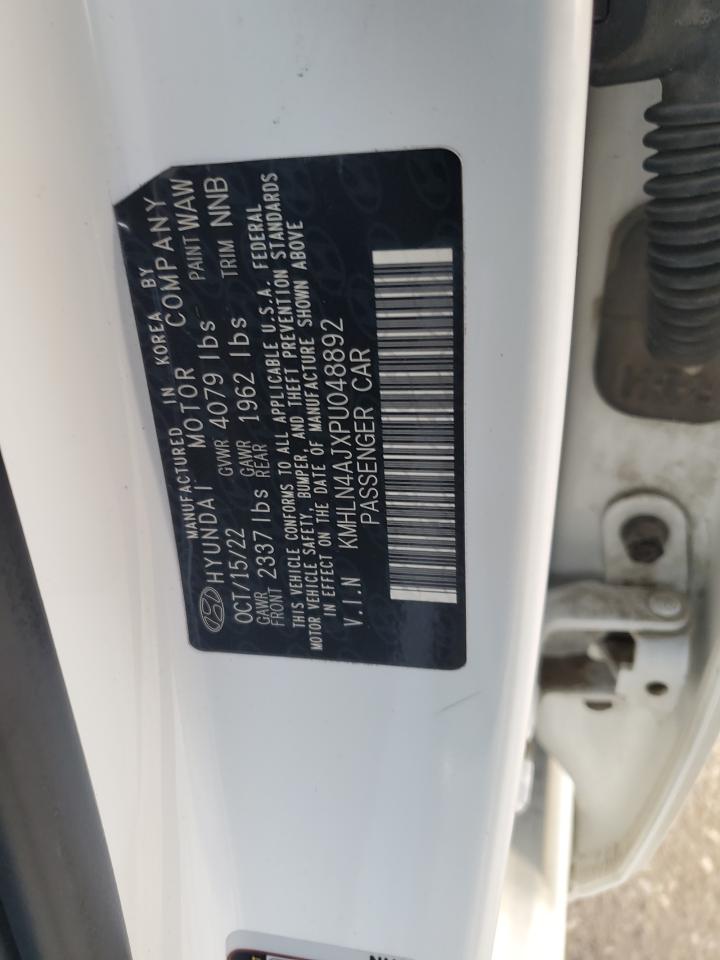 MANUFACTURED IN KOREA BY
HYUNDAI MOTOR COMPANY
OCT/15/22 GVWR 4079 lbs PAINT WAW
GAWR FRONT 2337 lbs GAWR REAR 1962 lbs TRIM NNB
THIS VEHICLE CONFORMS TO ALL APPLICABLE U.S.A. FEDERAL
MOTOR VEHICLE SAFETY, BUMPER, AND THEFT PREVENTION STANDARDS
IN EFFECT ON THE DATE OF MANUFACTURE SHOWN ABOVE
V.I.N KMHLN4AJXPU048892
PASSENGER CAR